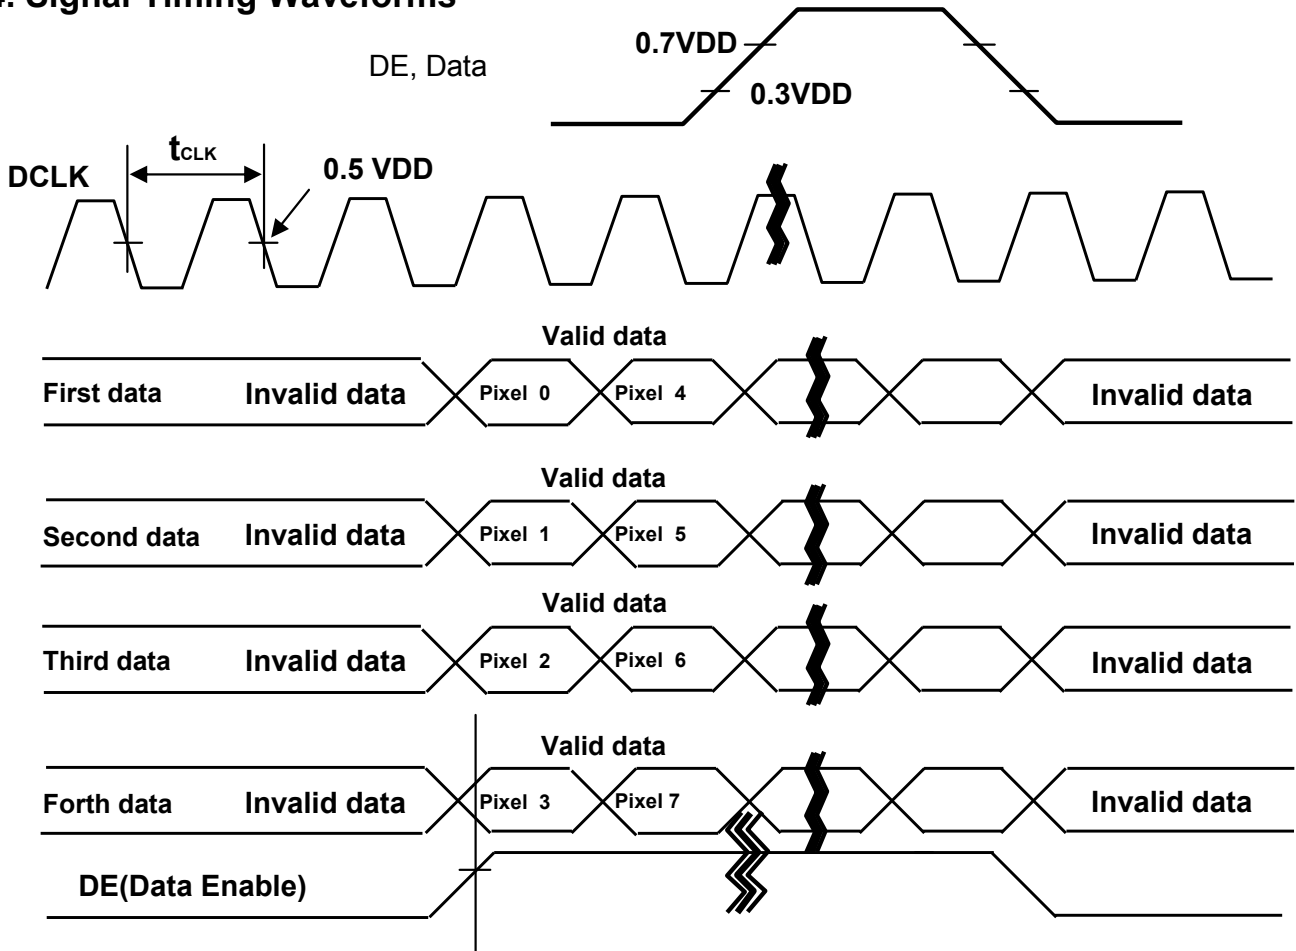 4. Signal Timing Waveforms
0.7VDD
DE, Data
0.3VDD
tCLK
0.5 VDD
DCLK
Valid data
First data Invalid data Pixel 0 Pixel 4 Invalid data
Valid data
Second data Invalid data Pixel 1 Pixel 5 Invalid data
Valid data
Third data Invalid data Pixel 2 Pixel 6 Invalid data
Valid data
Forth data Invalid data Pixel 3 Pixel 7 Invalid data
DE(Data Enable)